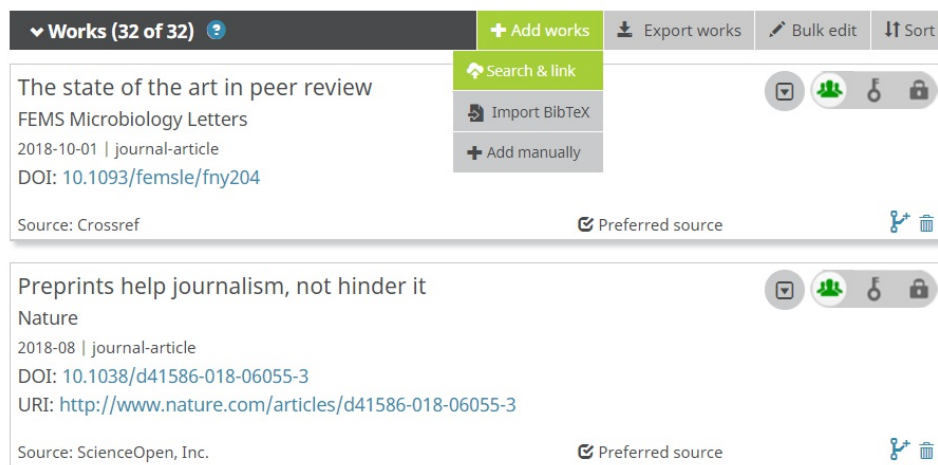 Works (32 of 32) ?
+ Add works
Export works
Bulk edit
Sort
Search & link
Import BibTeX
+ Add manually
The state of the art in peer review
FEMS Microbiology Letters
2018-10-01 | journal-article
DOI: 10.1093/femsle/fny204
Source: Crossref
Preferred source
Preprints help journalism, not hinder it
Nature
2018-08 | journal-article
DOI: 10.1038/d41586-018-06055-3
URI: http://www.nature.com/articles/d41586-018-06055-3
Source: ScienceOpen, Inc.
Preferred source